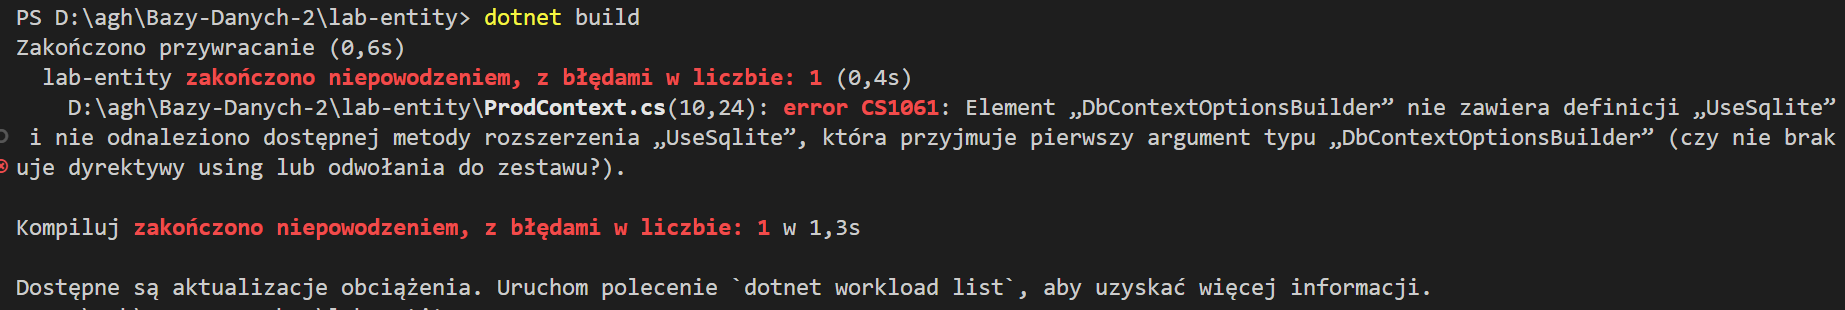 PS D:\agh\Bazy-Danych-2\lab-entity> dotnet build
Zakończono przywracanie (0,6s)
lab-entity zakończono niepowodzeniem, z błędami w liczbie: 1 (0,4s)
D:\agh\Bazy-Danych-2\lab-entity\ProdContext.cs(10,24): error CS1061: Element „DbContextOptionsBuilder” nie zawiera definicji „UseSqlite”
i nie odnaleziono dostępnej metody rozszerzenia „UseSqlite”, która przyjmuje pierwszy argument typu „DbContextOptionsBuilder” (czy nie brak
uje dyrektywy using lub odwołania do zestawu?).
Kompiluj zakończono niepowodzeniem, z błędami w liczbie: 1 w 1,3s
Dostępne są aktualizacje obciążenia. Uruchom polecenie `dotnet workload list`, aby uzyskać więcej informacji.